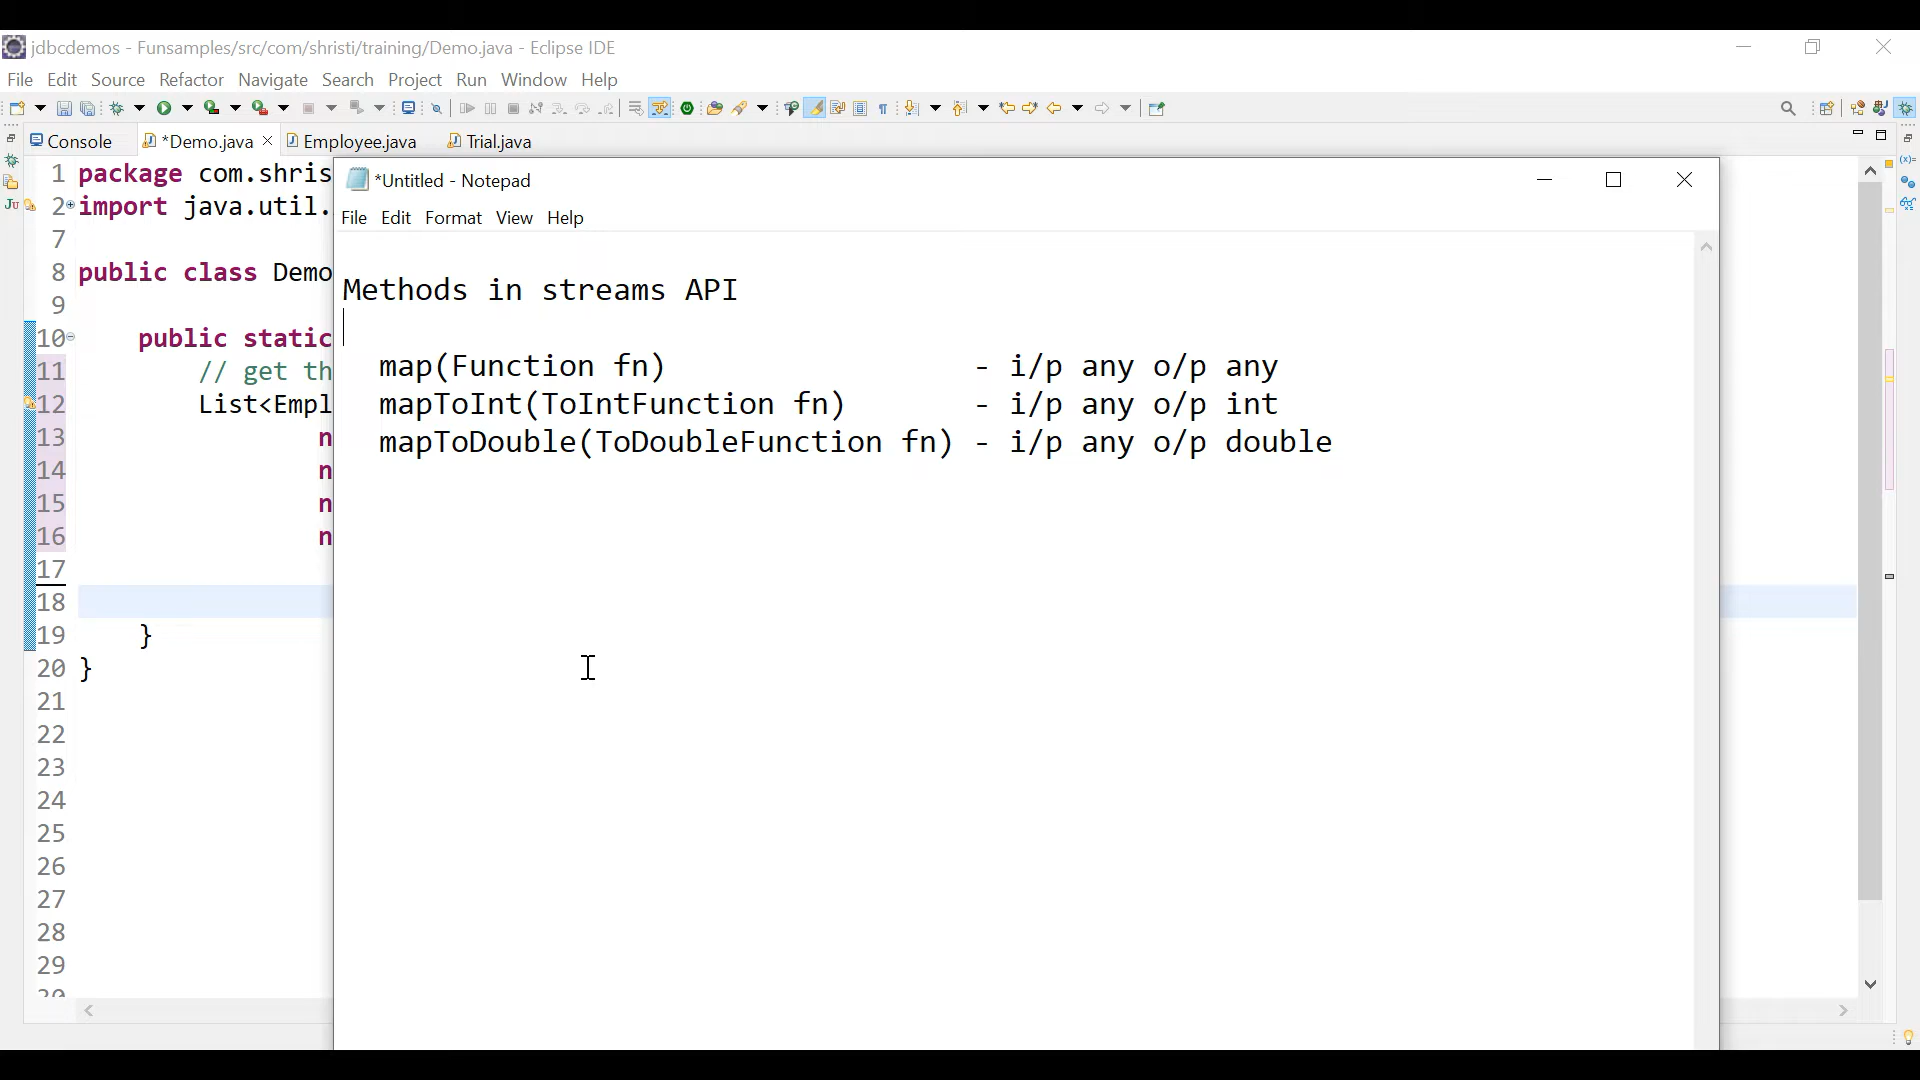 jdbcdemos - Funsamples/src/com/shristi/training/Demo.java - Eclipse IDE
File Edit Source Refactor Navigate Search Project Run Window Help
Console *Demo.java Employee.java Trial.java
1 package com.shris
2 import java.util.
7
8 public class Demo
9
10 public static
11 // get th
12 List<Empl
13 n
14 n
15 n
16 n
17
18
19 }
20 }
21
22
23
24
25
26
27
28
29
30
*Untitled - Notepad
File Edit Format View Help
Methods in streams API
map(Function fn) - i/p any o/p any
mapToInt(ToIntFunction fn) - i/p any o/p int
mapToDouble(ToDoubleFunction fn) - i/p any o/p double